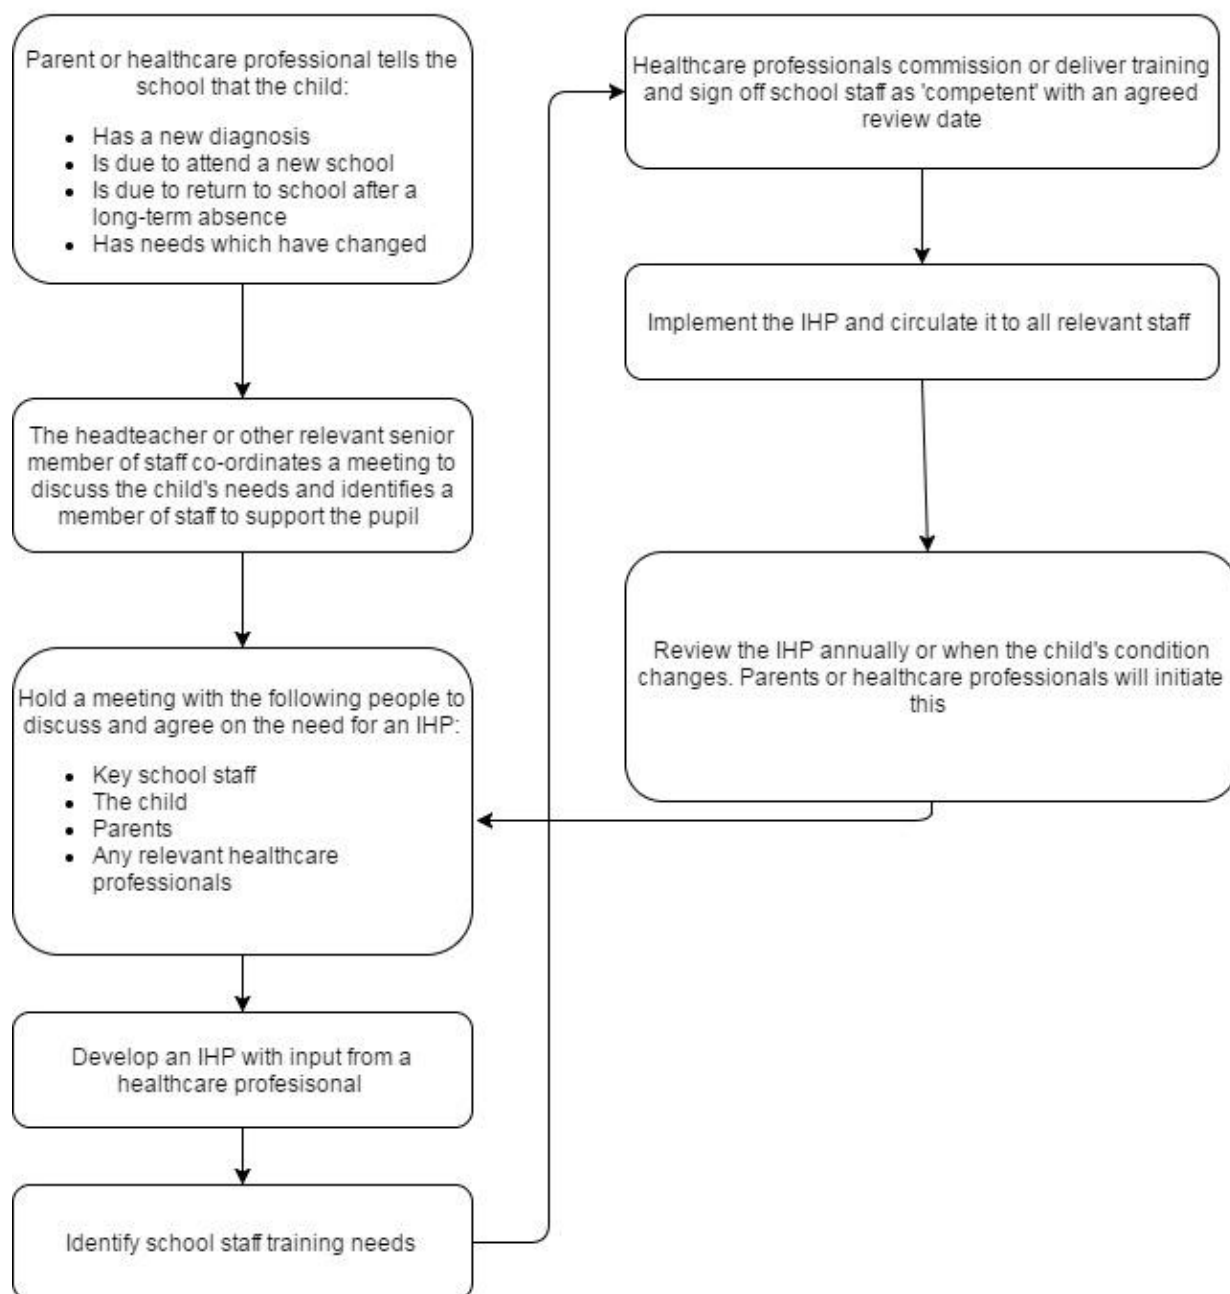 Parent or healthcare professional tells the
school that the child:
• Has a new diagnosis
• Is due to attend a new school
• Is due to return to school after a
long-term absence
• Has needs which have changed
The headteacher or other relevant senior
member of staff co-ordinates a meeting to
discuss the child's needs and identifies a
member of staff to support the pupil
Hold a meeting with the following people to
discuss and agree on the need for an IHP:
• Key school staff
• The child
• Parents
• Any relevant healthcare
professionals
Develop an IHP with input from a
healthcare profesisonal
Identify school staff training needs
Healthcare professionals commission or deliver training
and sign off school staff as 'competent' with an agreed
review date
Implement the IHP and circulate it to all relevant staff
Review the IHP annually or when the child's condition
changes. Parents or healthcare professionals will initiate
this